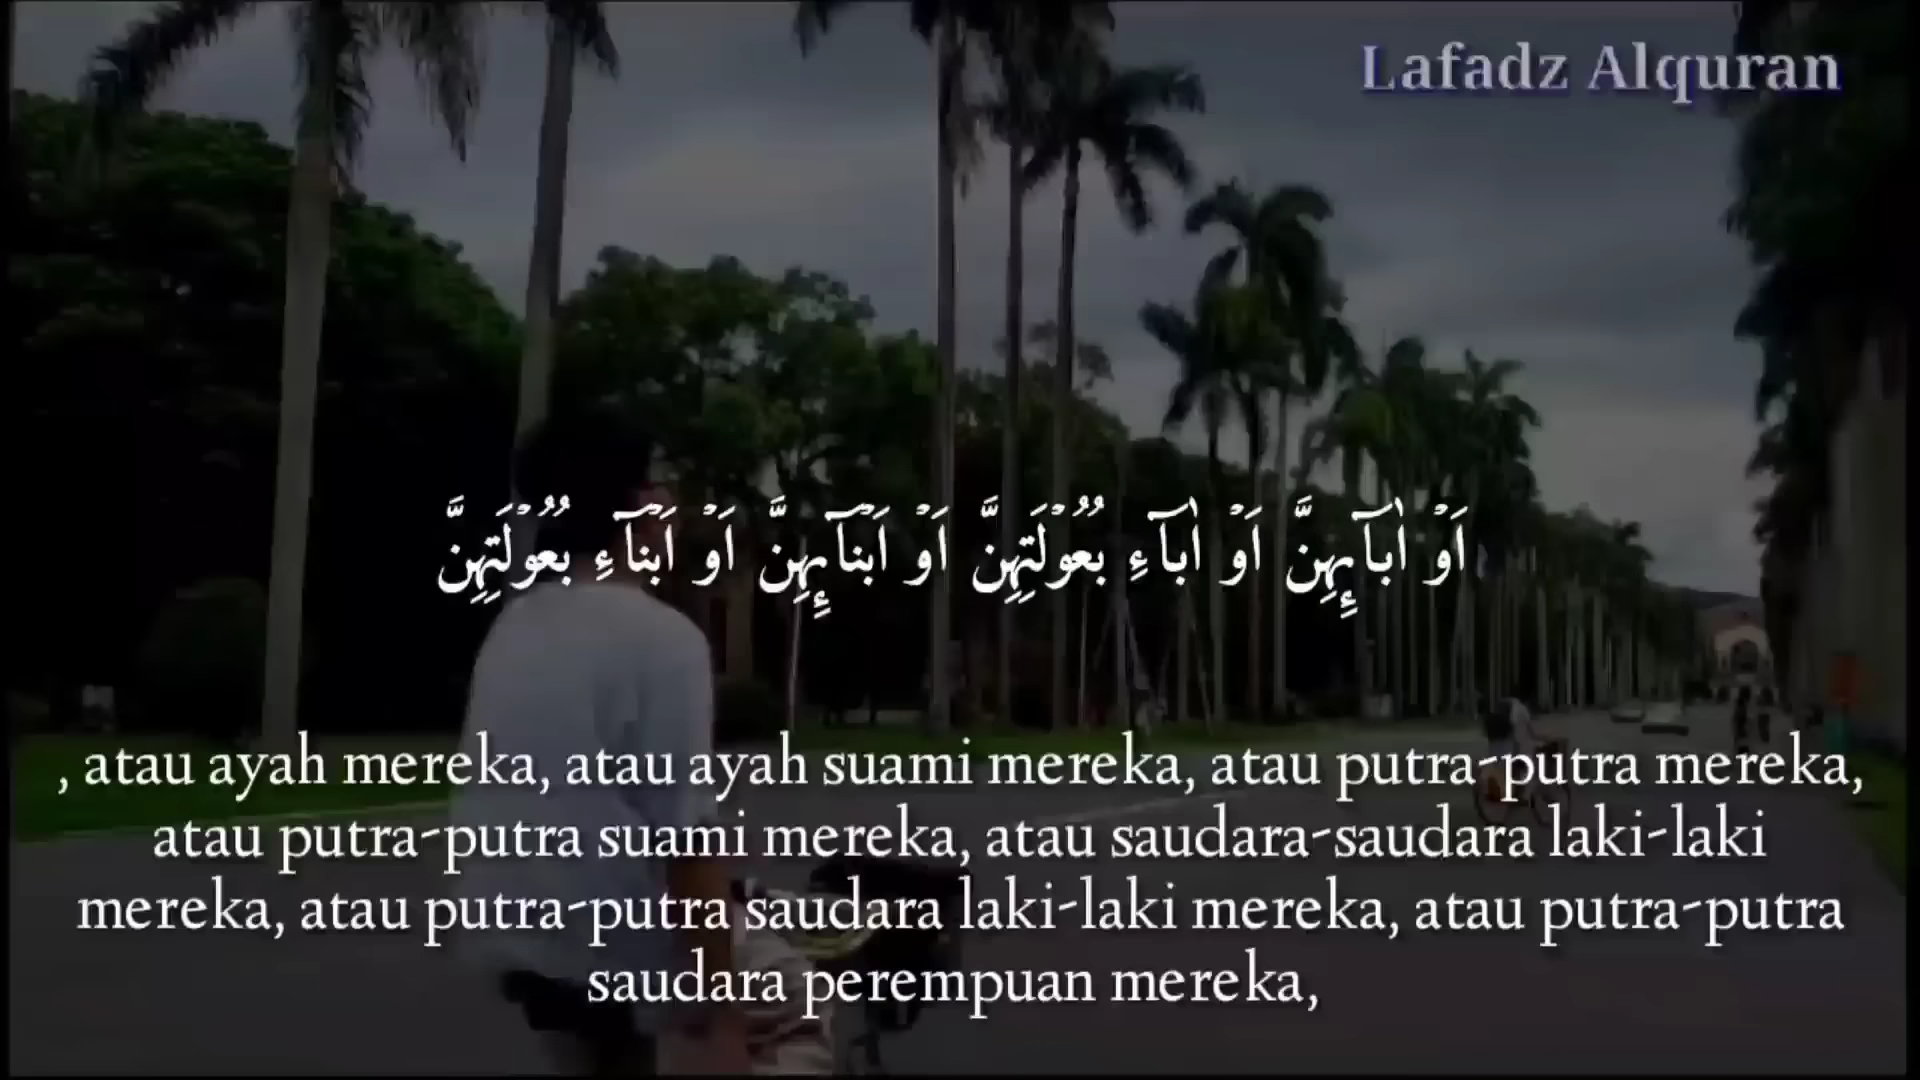 Lafadz Alquran
اَوْ اٰبَاۤىِٕهِنَّ اَوْ اٰبَاۤءِ بُعُوْلَتِهِنَّ اَوْ اَبْنَاۤىِٕهِنَّ اَوْ اَبْنَاۤءِ بُعُوْلَتِهِنَّ
, atau ayah mereka, atau ayah suami mereka, atau putra-putra mereka,
atau putra-putra suami mereka, atau saudara-saudara laki-laki
mereka, atau putra-putra saudara laki-laki mereka, atau putra-putra
saudara perempuan mereka,